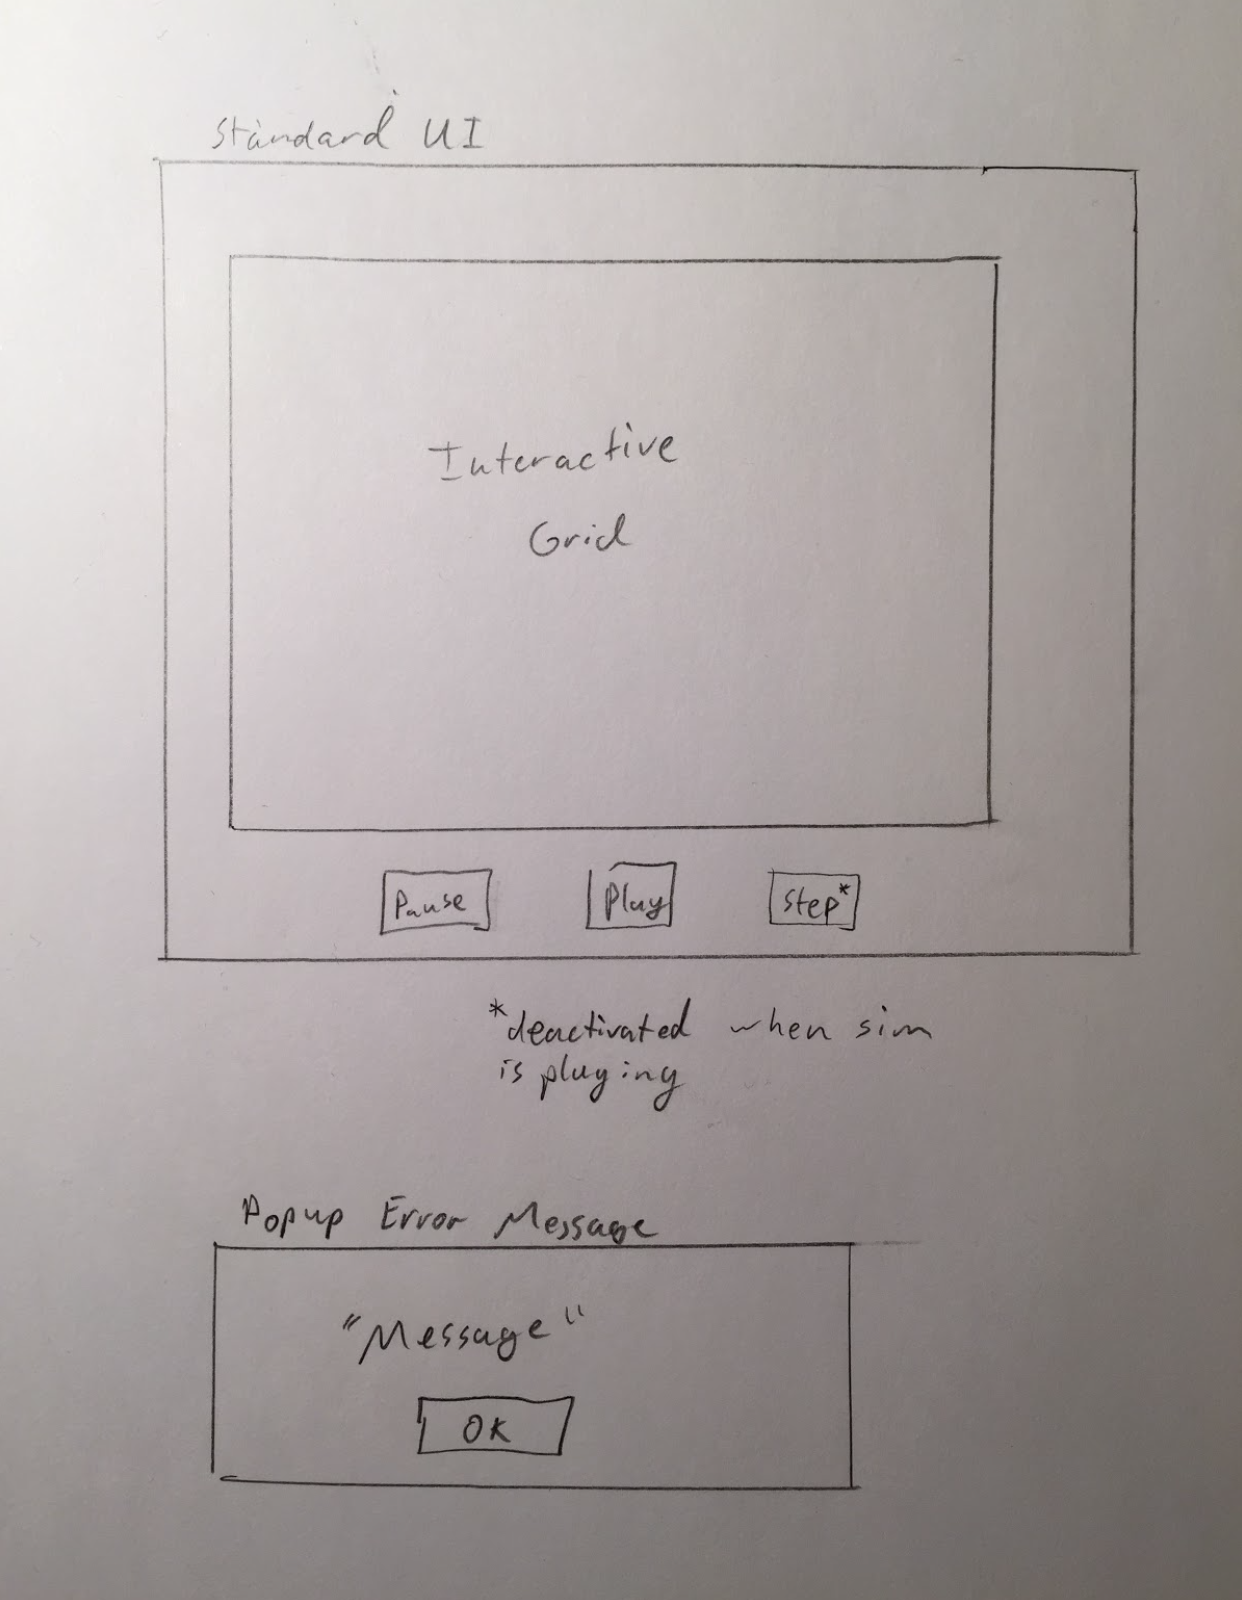 Standard UI
Interactive
Grid
Pause Play Step*
*deactivated when sim
is playing
Popup Error Message
"Message"
OK